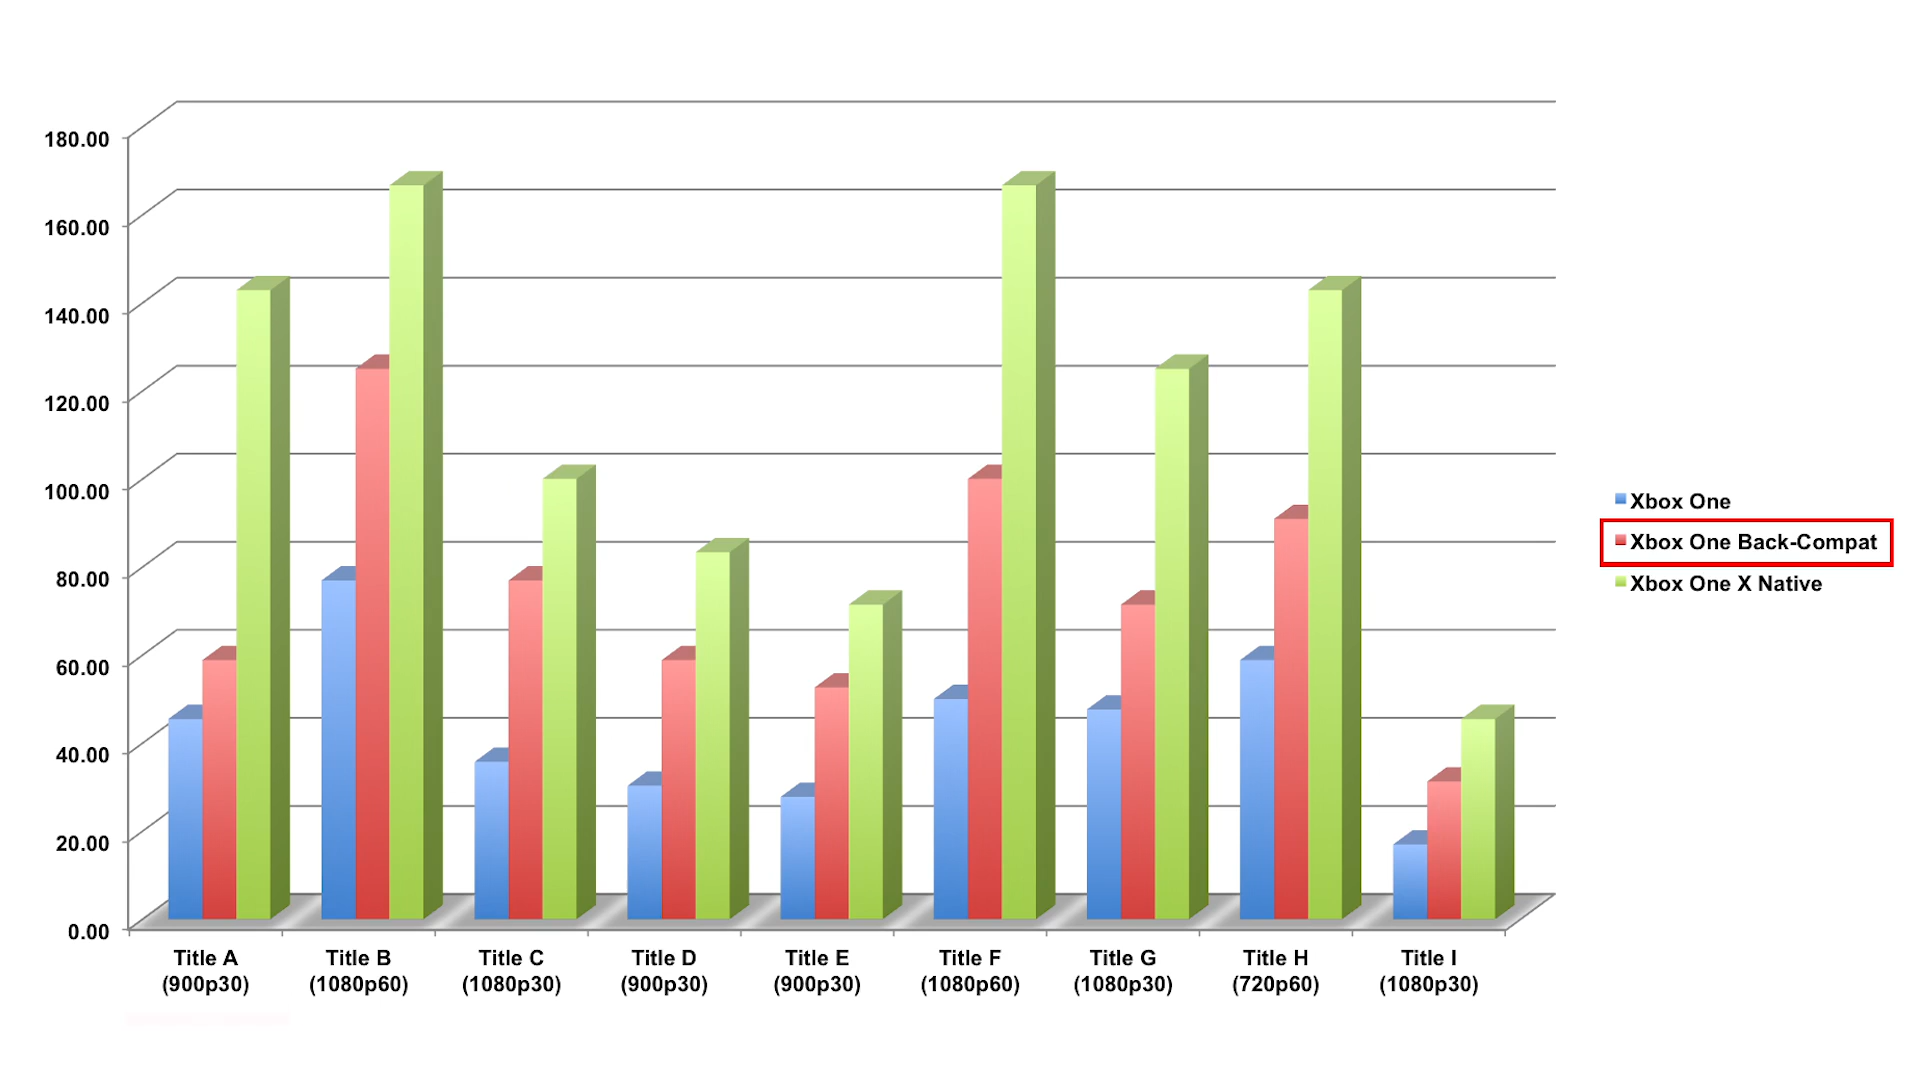 180.00
160.00
140.00
120.00
100.00
80.00
60.00
40.00
20.00
0.00
Title A
(900p30)
Title B
(1080p60)
Title C
(1080p30)
Title D
(900p30)
Title E
(900p30)
Title F
(1080p60)
Title G
(1080p30)
Title H
(720p60)
Title I
(1080p30)
Xbox One
Xbox One Back-Compat
Xbox One X Native